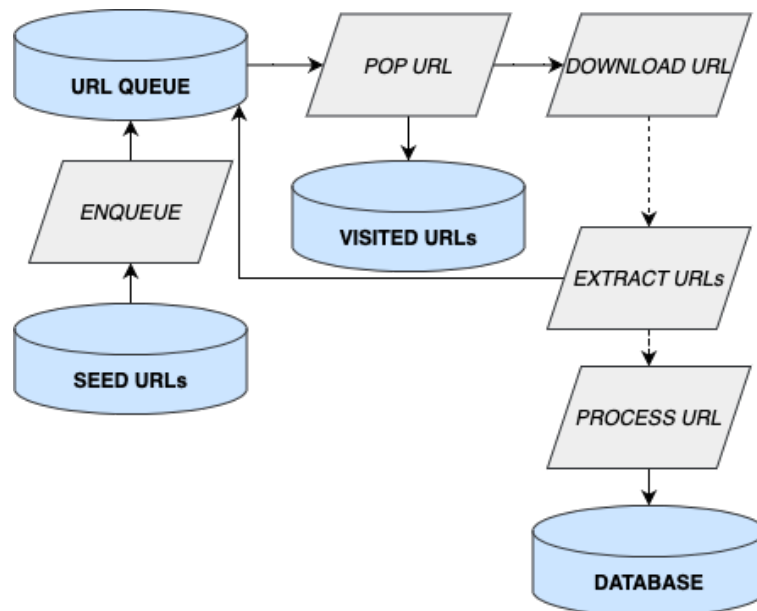 URL QUEUE
POP URL
DOWNLOAD URL
ENQUEUE
VISITED URLs
EXTRACT URLs
SEED URLs
PROCESS URL
DATABASE